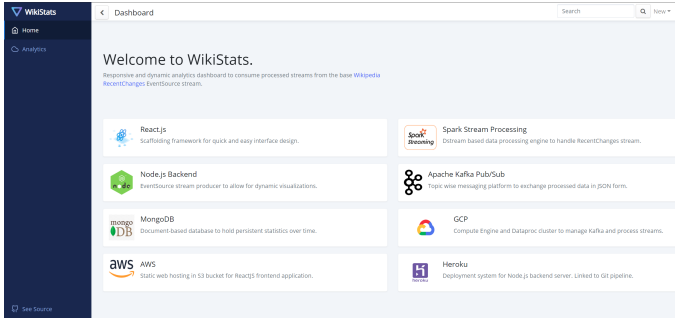 WikiStats
Dashboard
Search
New
Home
Analytics
Welcome to WikiStats.
Responsive and dynamic analytics dashboard to consume processed streams from the base Wikipedia
RecentChanges EventSource stream.
React.js
Scaffolding framework for quick and easy interface design.
Spark
Streaming
Spark Stream Processing
Dstream based data processing engine to handle RecentChanges stream.
node
Node.js Backend
EventSource stream producer to allow for dynamic visualizations.
Apache Kafka Pub/Sub
Topic wise messaging platform to exchange processed data in JSON form.
mongo
DB
MongoDB
Document-based database to hold persistent statistics over time.
GCP
Compute Engine and Dataproc cluster to manage Kafka and process streams.
aws
AWS
Static web hosting in S3 bucket for ReactJS frontend application.
heroku
Heroku
Deployment system for Node.js backend server. Linked to Git pipeline.
See Source